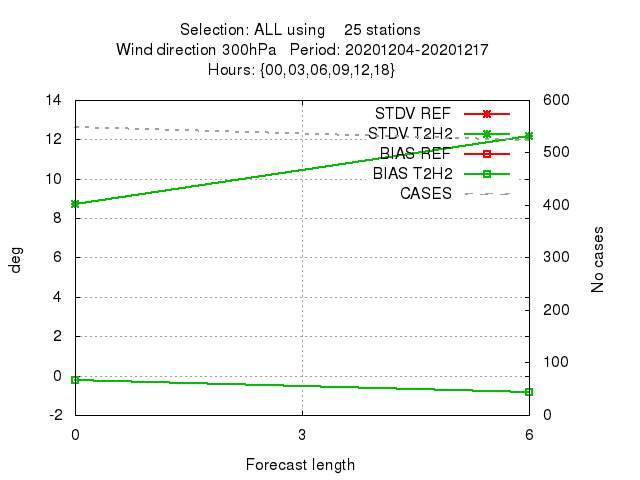 Selection: ALL using 25 stations
Wind direction 300hPa Period: 20201204-20201217
Hours: {00,03,06,09,12,18}
14
12
10
8
6
4
2
0
-2
deg
600
500
400
300
200
100
0
No cases
STDV REF
STDV T2H2
BIAS REF
BIAS T2H2
CASES
0 3 6
Forecast length